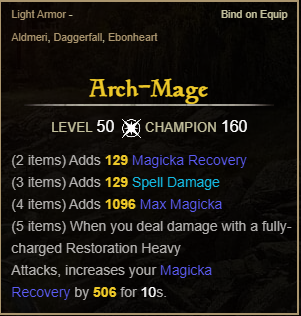 Light Armor - Bind on Equip
Aldmeri, Daggerfall, Ebonheart
Arch-Mage
LEVEL 50 CHAMPION 160
(2 items) Adds 129 Magicka Recovery
(3 items) Adds 129 Spell Damage
(4 items) Adds 1096 Max Magicka
(5 items) When you deal damage with a fully-
charged Restoration Heavy
Attacks, increases your Magicka
Recovery by 506 for 10s.